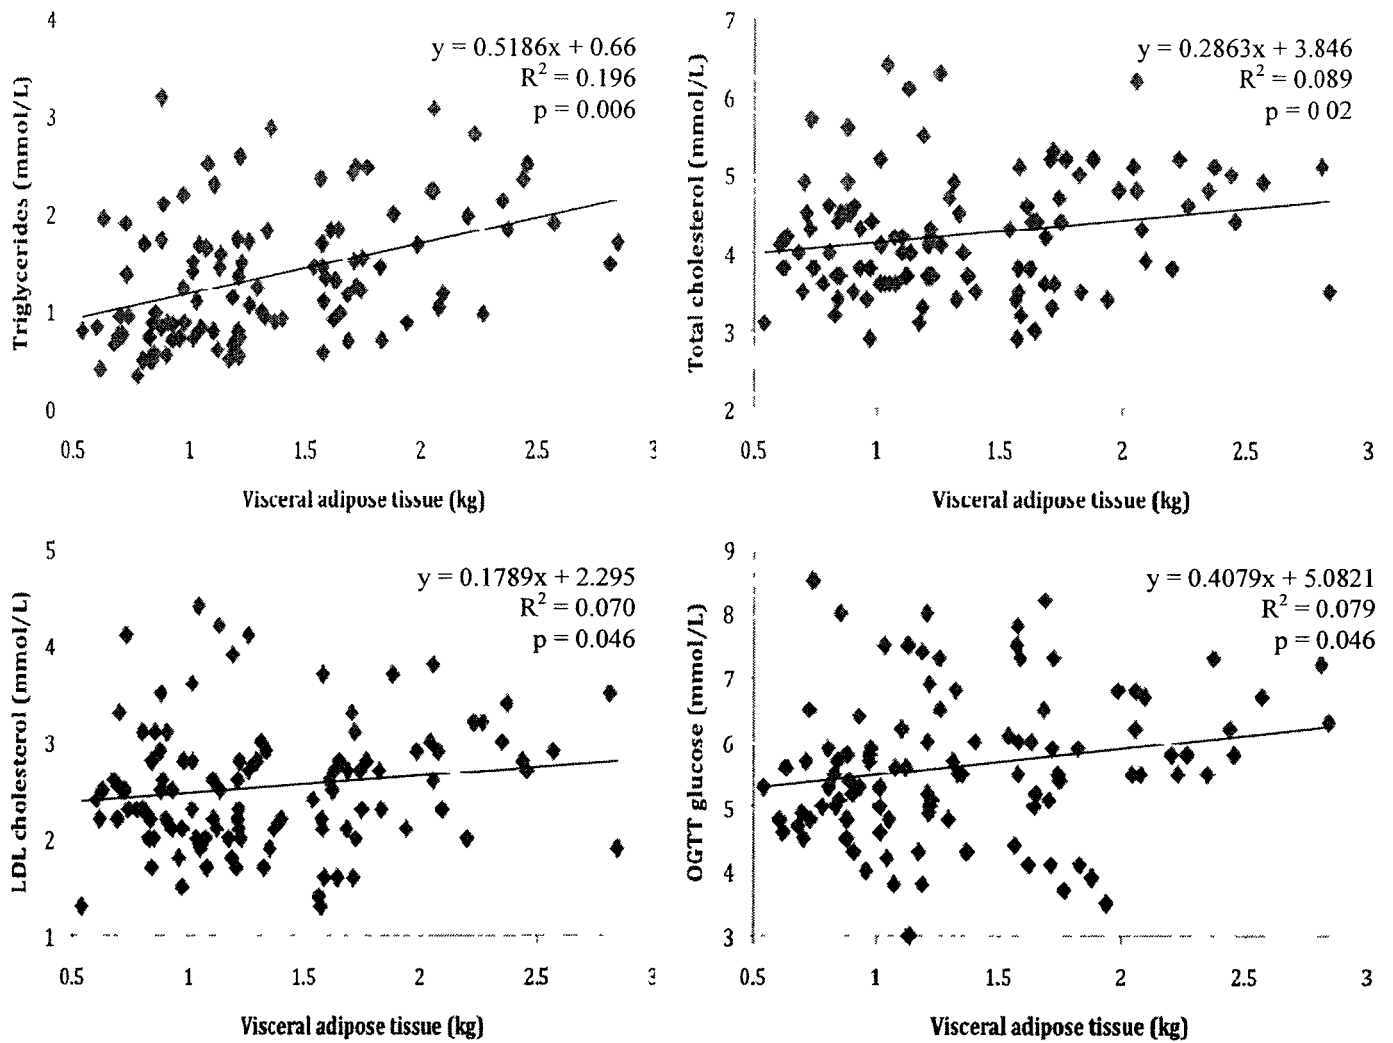 4
3
2
1
0
Triglycerides (mmol/L)
y = 0.5186x + 0.66
R² = 0.196
p = 0.006
0.5 1 1.5 2 2.5 3
Visceral adipose tissue (kg)
7
6
5
4
3
2
Total cholesterol (mmol/L)
y = 0.2863x + 3.846
R² = 0.089
p = 0 02
0.5 1 1.5 2 2.5 3
Visceral adipose tissue (kg)
5
4
3
2
1
LDL cholesterol (mmol/L)
y = 0.1789x + 2.295
R² = 0.070
p = 0.046
0.5 1 1.5 2 2.5 3
Visceral adipose tissue (kg)
9
8
7
6
5
4
3
OGTT glucose (mmol/L)
y = 0.4079x + 5.0821
R² = 0.079
p = 0.046
0.5 1 1.5 2 2.5 3
Visceral adipose tissue (kg)